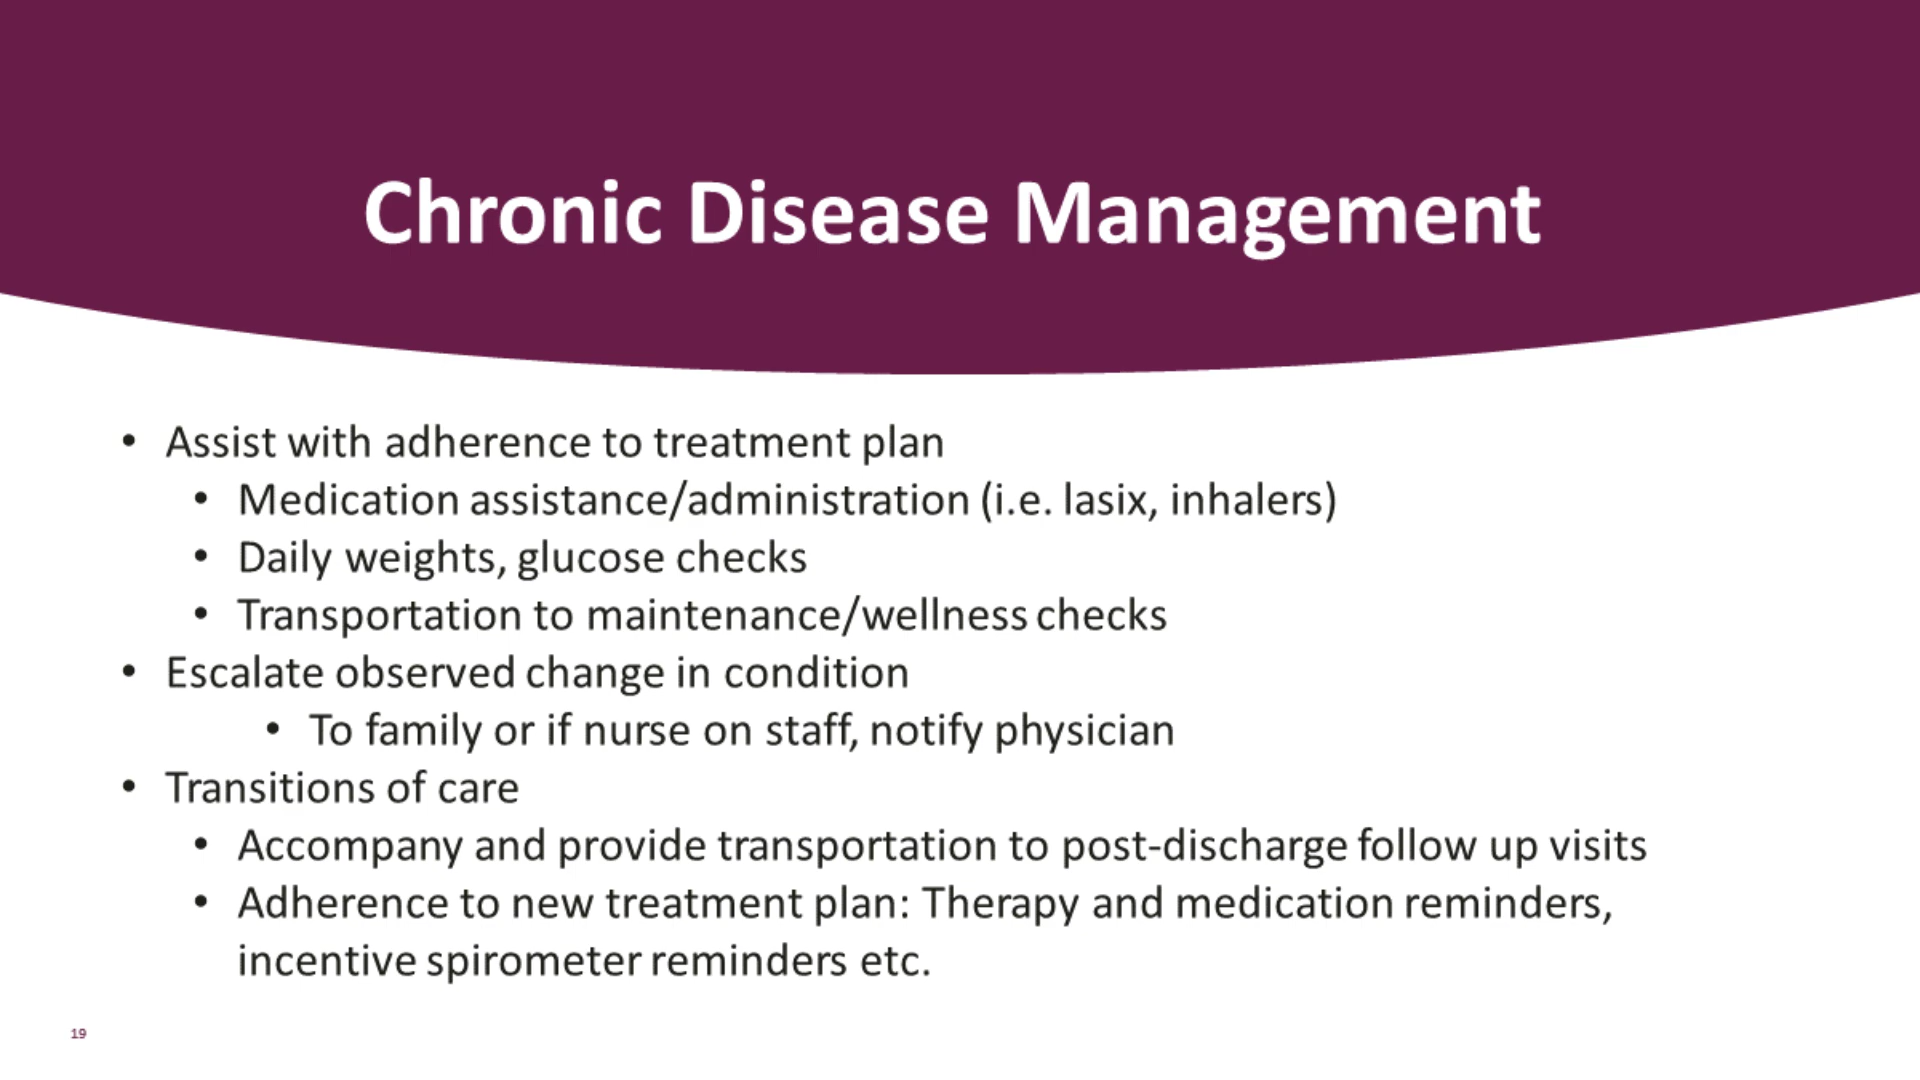 Chronic Disease Management
• Assist with adherence to treatment plan
• Medication assistance/administration (i.e. lasix, inhalers)
• Daily weights, glucose checks
• Transportation to maintenance/wellness checks
• Escalate observed change in condition
• To family or if nurse on staff, notify physician
• Transitions of care
• Accompany and provide transportation to post-discharge follow up visits
• Adherence to new treatment plan: Therapy and medication reminders,
incentive spirometer reminders etc.
19